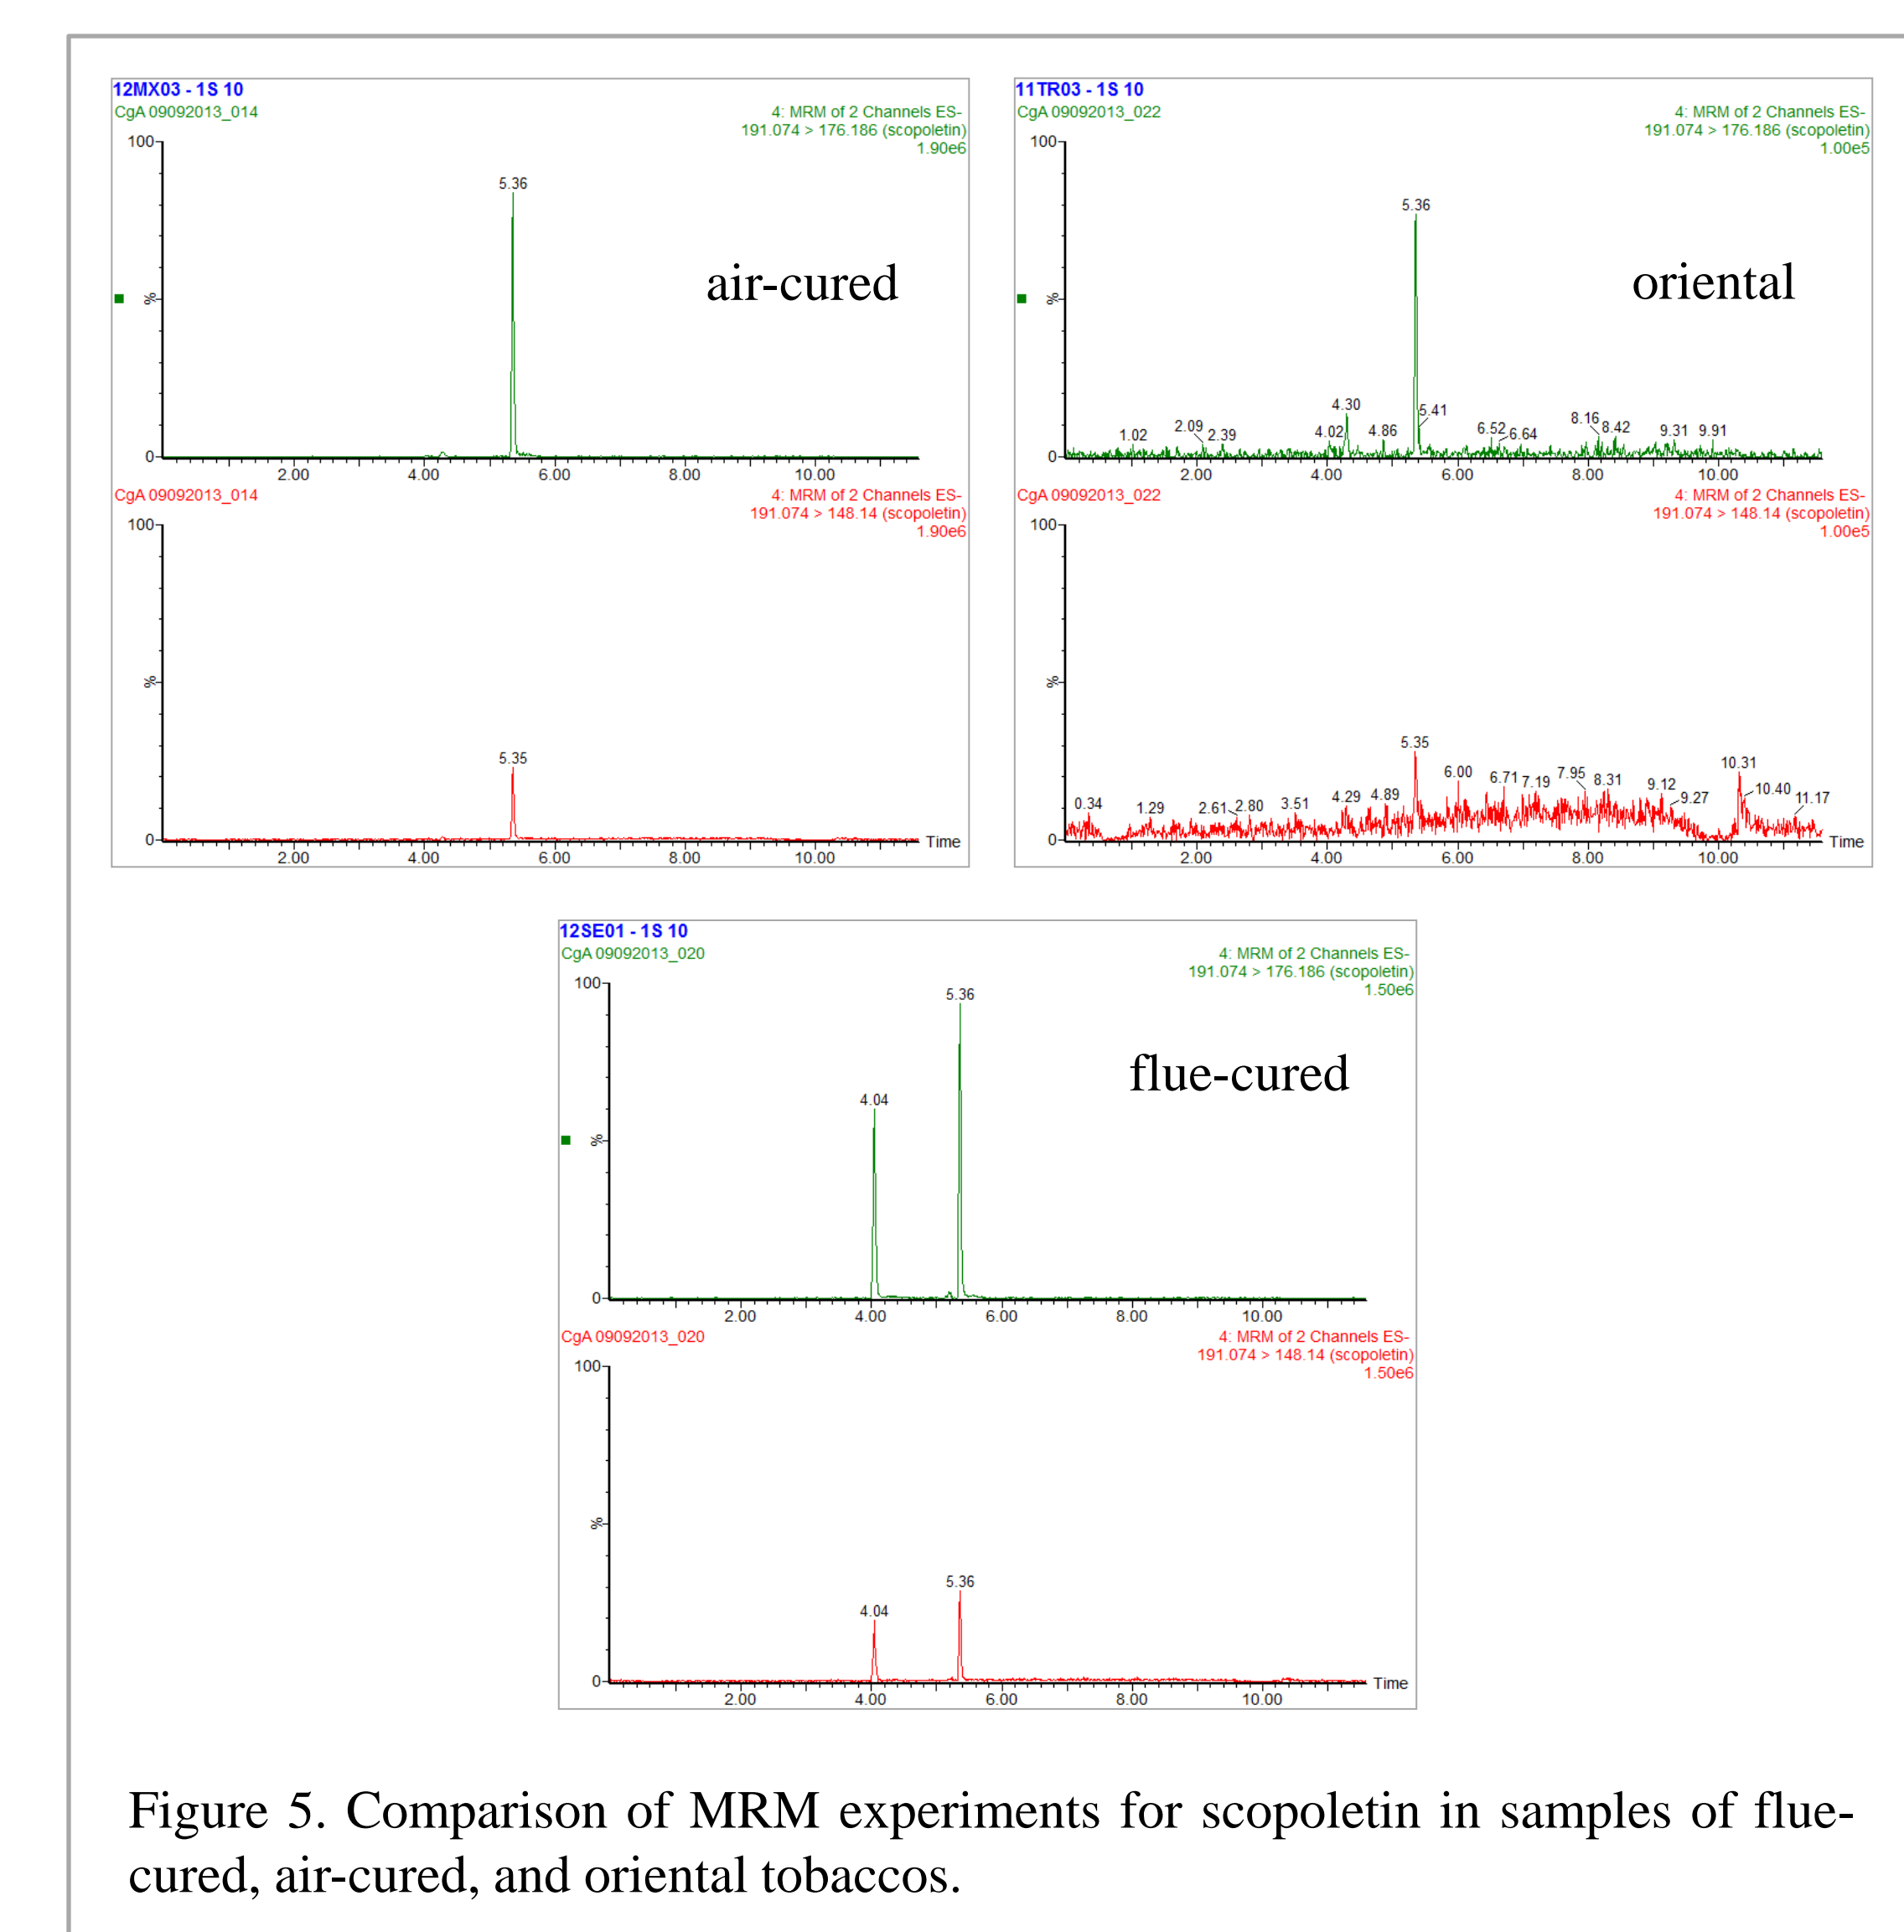 12MX03 - 1S 10
CgA 09092013_014
4: MRM of 2 Channels ES-
191.074 > 176.186 (scopoletin)
1.90e6
100
5.36
air-cured
%
0
2.00 4.00 6.00 8.00 10.00
CgA 09092013_014
4: MRM of 2 Channels ES-
191.074 > 148.14 (scopoletin)
1.90e6
100
%
5.35
0
Time
2.00 4.00 6.00 8.00 10.00
11TR03 - 1S 10
CgA 09092013_022
4: MRM of 2 Channels ES-
191.074 > 176.186 (scopoletin)
1.00e5
100
5.36
oriental
%
1.02 2.09 2.39 4.02 4.30 4.86 5.41 6.52 6.64 8.16 8.42 9.31 9.91
0
2.00 4.00 6.00 8.00 10.00
CgA 09092013_022
4: MRM of 2 Channels ES-
191.074 > 148.14 (scopoletin)
1.00e5
100
%
0.34 1.29 2.61 2.80 3.51 4.29 4.89 5.35 6.00 6.71 7.19 7.95 8.31 9.12 9.27 10.31 10.40 11.17
0
Time
2.00 4.00 6.00 8.00 10.00
12SE01 - 1S 10
CgA 09092013_020
4: MRM of 2 Channels ES-
191.074 > 176.186 (scopoletin)
1.50e6
100
5.36
flue-cured
4.04
%
0
2.00 4.00 6.00 8.00 10.00
CgA 09092013_020
4: MRM of 2 Channels ES-
191.074 > 148.14 (scopoletin)
1.50e6
100
%
5.36
4.04
0
Time
2.00 4.00 6.00 8.00 10.00
Figure 5. Comparison of MRM experiments for scopoletin in samples of flue-
cured, air-cured, and oriental tobaccos.